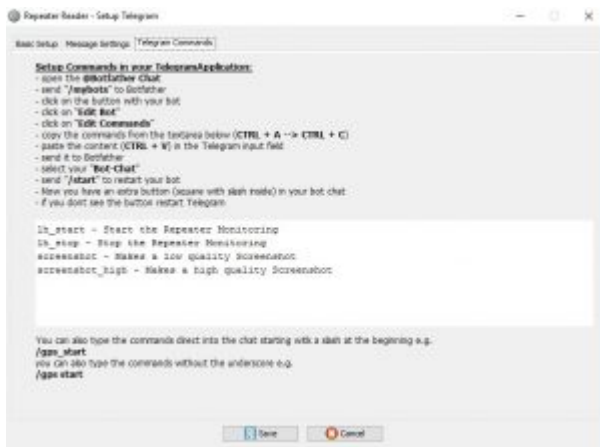 Repeater Reader - Setup Telegram
Basic Setup Message Settings Telegram Commands
Setup Commands in your TelegramApplication:
- open the @Botfather Chat
- send "/mybots" to Botfather
- click on the button with your bot
- click on "Edit Bot"
- click on "Edit Commands"
- copy the commands from the textarea below (CTRL + A --> CTRL + C)
- paste the content (CTRL + V) in the Telegram input field
- send it to Botfather
- select your "Bot-Chat"
- send "/start" to restart your bot
- Now you have an extra button (square with slash inside) in your bot chat
- if you dont see the button restart Telegram
lh_start - Start the Repeater Monitoring
lh_stop - Stop the Repeater Monitoring
screenshot - Makes a low quality Screenshot
screenshot_high - Makes a high quality Screenshot
You can also type the commands direct into the chat starting with a slash at the beginning e.g.
/gps_start
you can also type the commands without the underscore e.g.
/gps start
Save Cancel